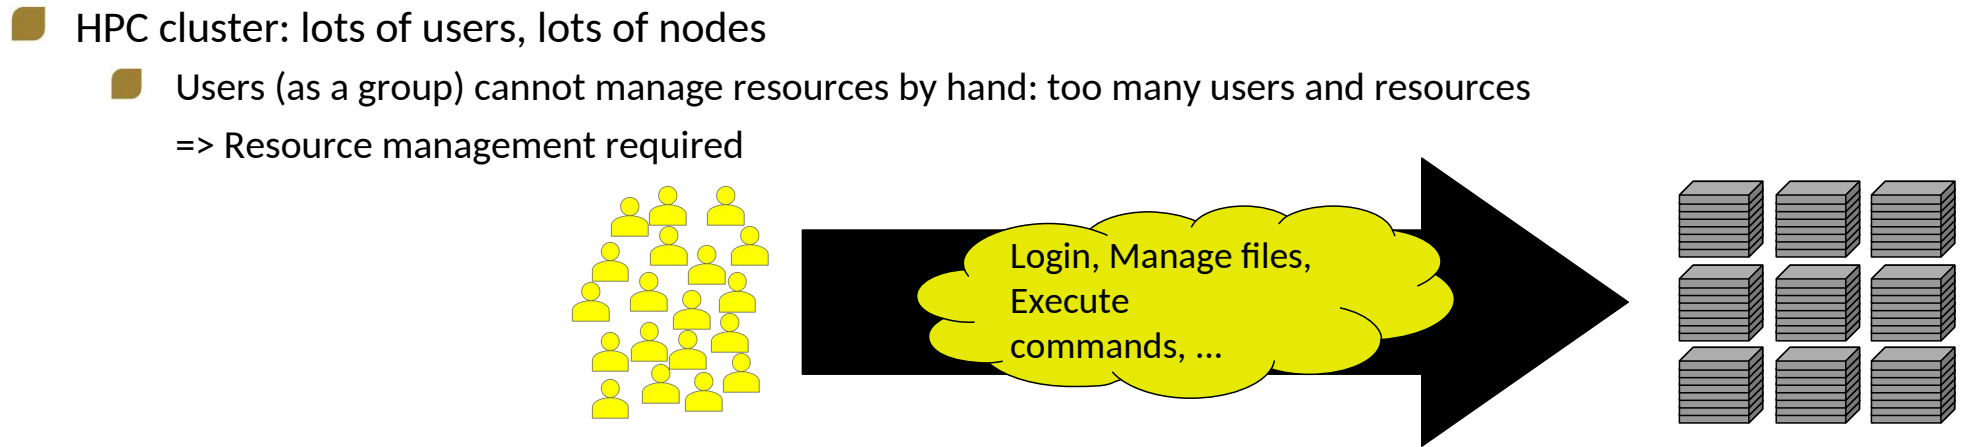 HPC cluster: lots of users, lots of nodes
Users (as a group) cannot manage resources by hand: too many users and resources
=> Resource management required
Login, Manage files,
Execute
commands, ...